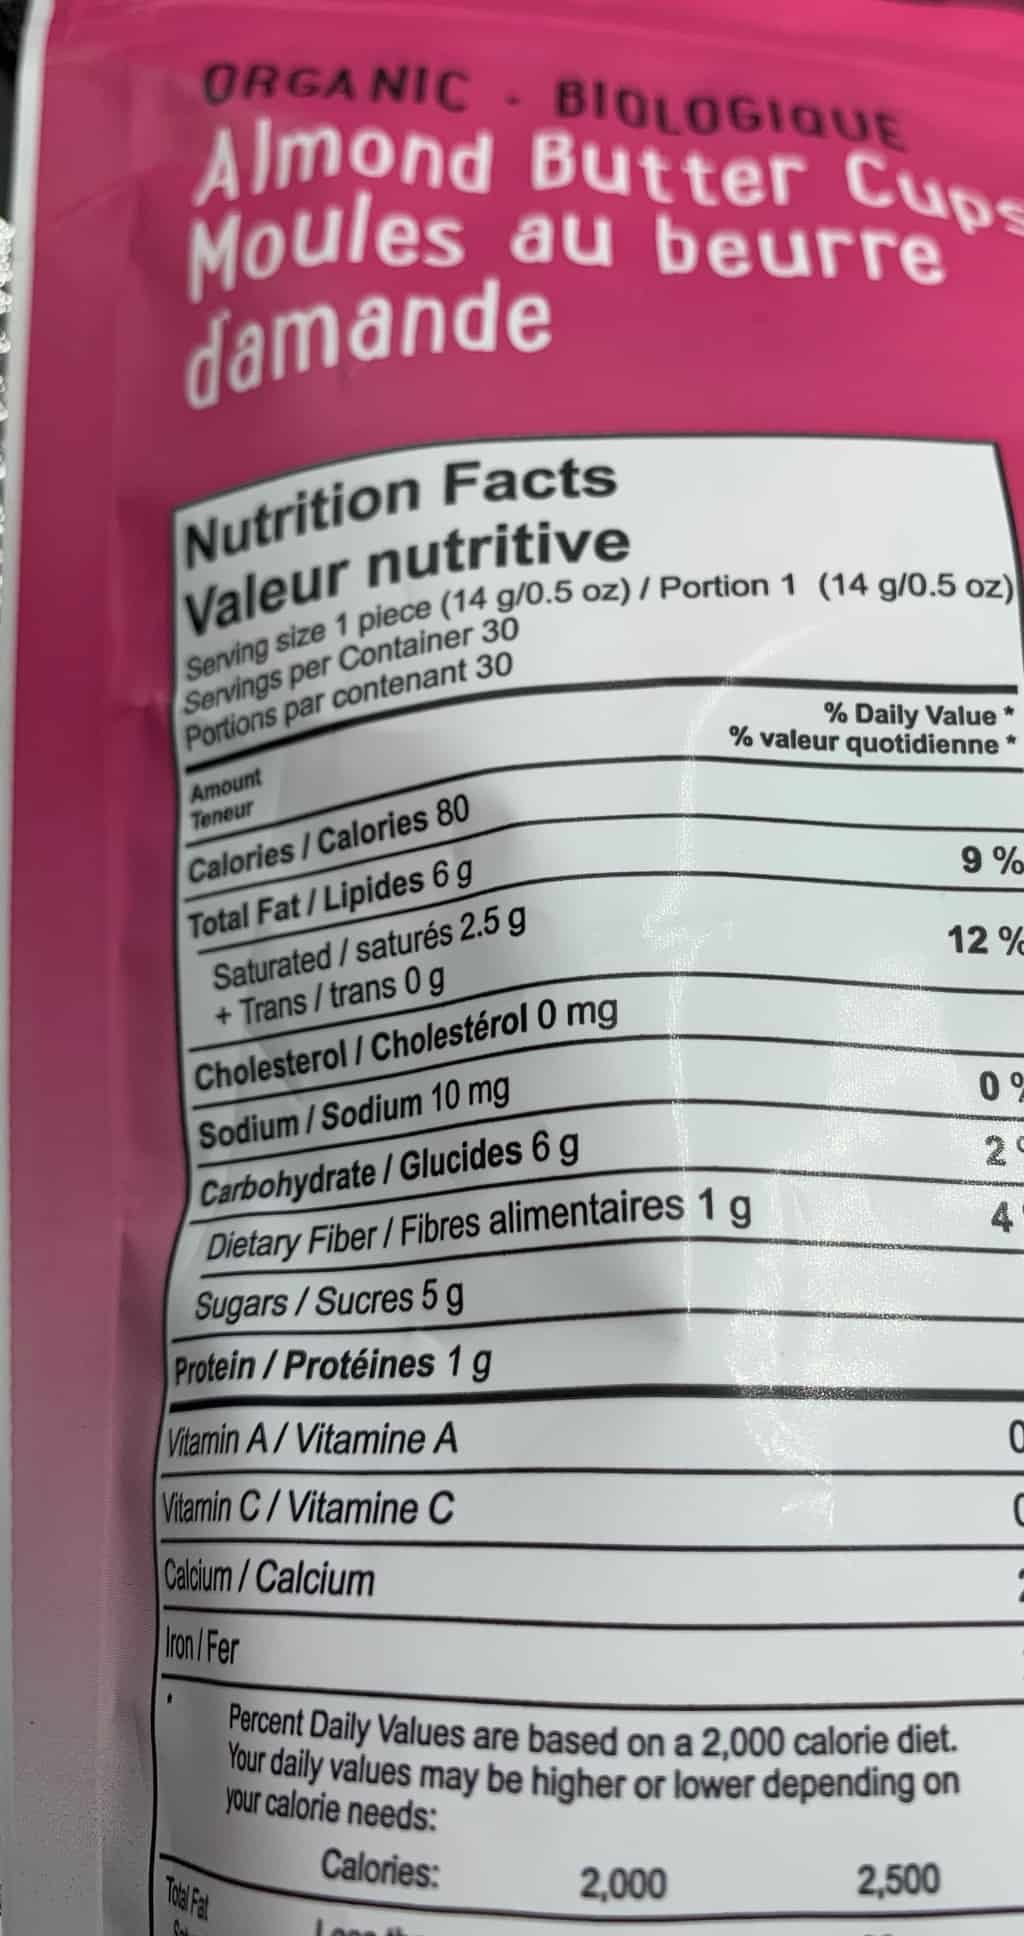 ORGANIC · BIOLOGIQUE
Almond Butter Cups
Moules au beurre
d'amande
Nutrition Facts
Valeur nutritive
Serving size 1 piece (14 g/0.5 oz) / Portion 1 (14 g/0.5 oz)
Servings per Container 30
Portions par contenant 30
Amount
Teneur
% Daily Value *
% valeur quotidienne *
Calories / Calories 80
Total Fat / Lipides 6 g 9 %
Saturated / saturés 2.5 g
+ Trans / trans 0 g 12 %
Cholesterol / Cholestérol 0 mg
Sodium / Sodium 10 mg 0 %
Carbohydrate / Glucides 6 g 2
Dietary Fiber / Fibres alimentaires 1 g 4
Sugars / Sucres 5 g
Protein / Protéines 1 g
Vitamin A / Vitamine A 0
Vitamin C / Vitamine C
Calcium / Calcium
Iron / Fer
* Percent Daily Values are based on a 2,000 calorie diet.
Your daily values may be higher or lower depending on
your calorie needs:
Calories: 2,000 2,500
Total Fat